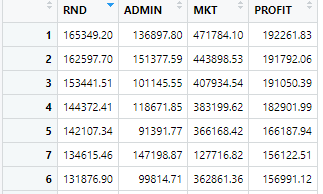 RND ADMIN MKT PROFIT
1 165349.20 136897.80 471784.10 192261.83
2 162597.70 151377.59 443898.53 191792.06
3 153441.51 101145.55 407934.54 191050.39
4 144372.41 118671.85 383199.62 182901.99
5 142107.34 91391.77 366168.42 166187.94
7 134615.46 147198.87 127716.82 156122.51
6 131876.90 99814.71 362861.36 156991.12